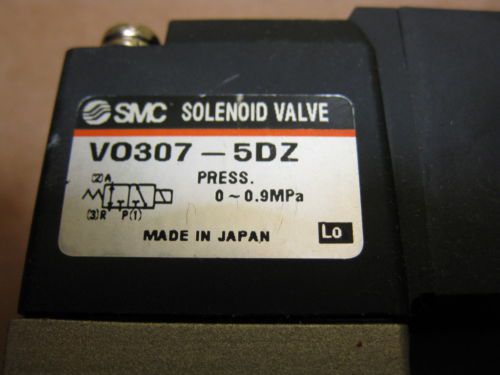 SMC SOLENOID VALVE
VO307-5DZ
PRESS.
0~0.9MPa
(2)A
(3)R P(1)
MADE IN JAPAN
Lo